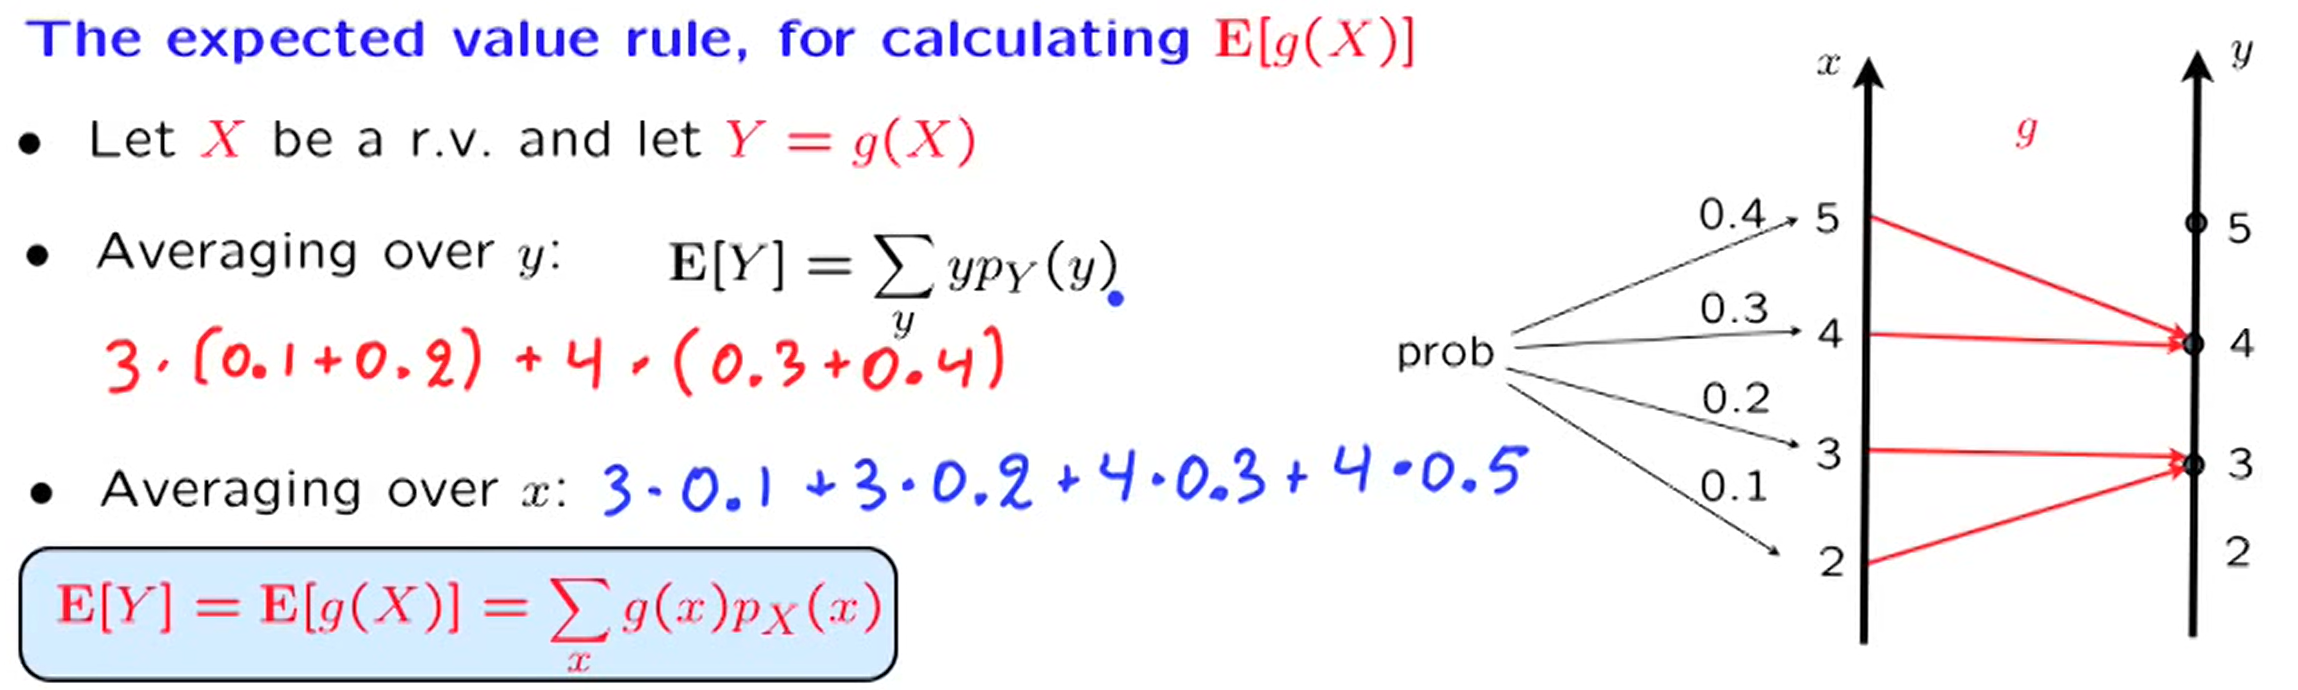 The expected value rule, for calculating E[g(X)]
• Let X be a r.v. and let Y = g(X)
• Averaging over y: E[Y] = ∑ y p_Y(y)
y
3 · (0.1 + 0.2) + 4 · (0.3 + 0.4)
• Averaging over x: 3 · 0.1 + 3 · 0.2 + 4 · 0.3 + 4 · 0.5
E[Y] = E[g(X)] = ∑ g(x) p_X(x)
x
x
y
g
prob
0.4
0.3
0.2
0.1
5
4
3
2
5
4
3
2